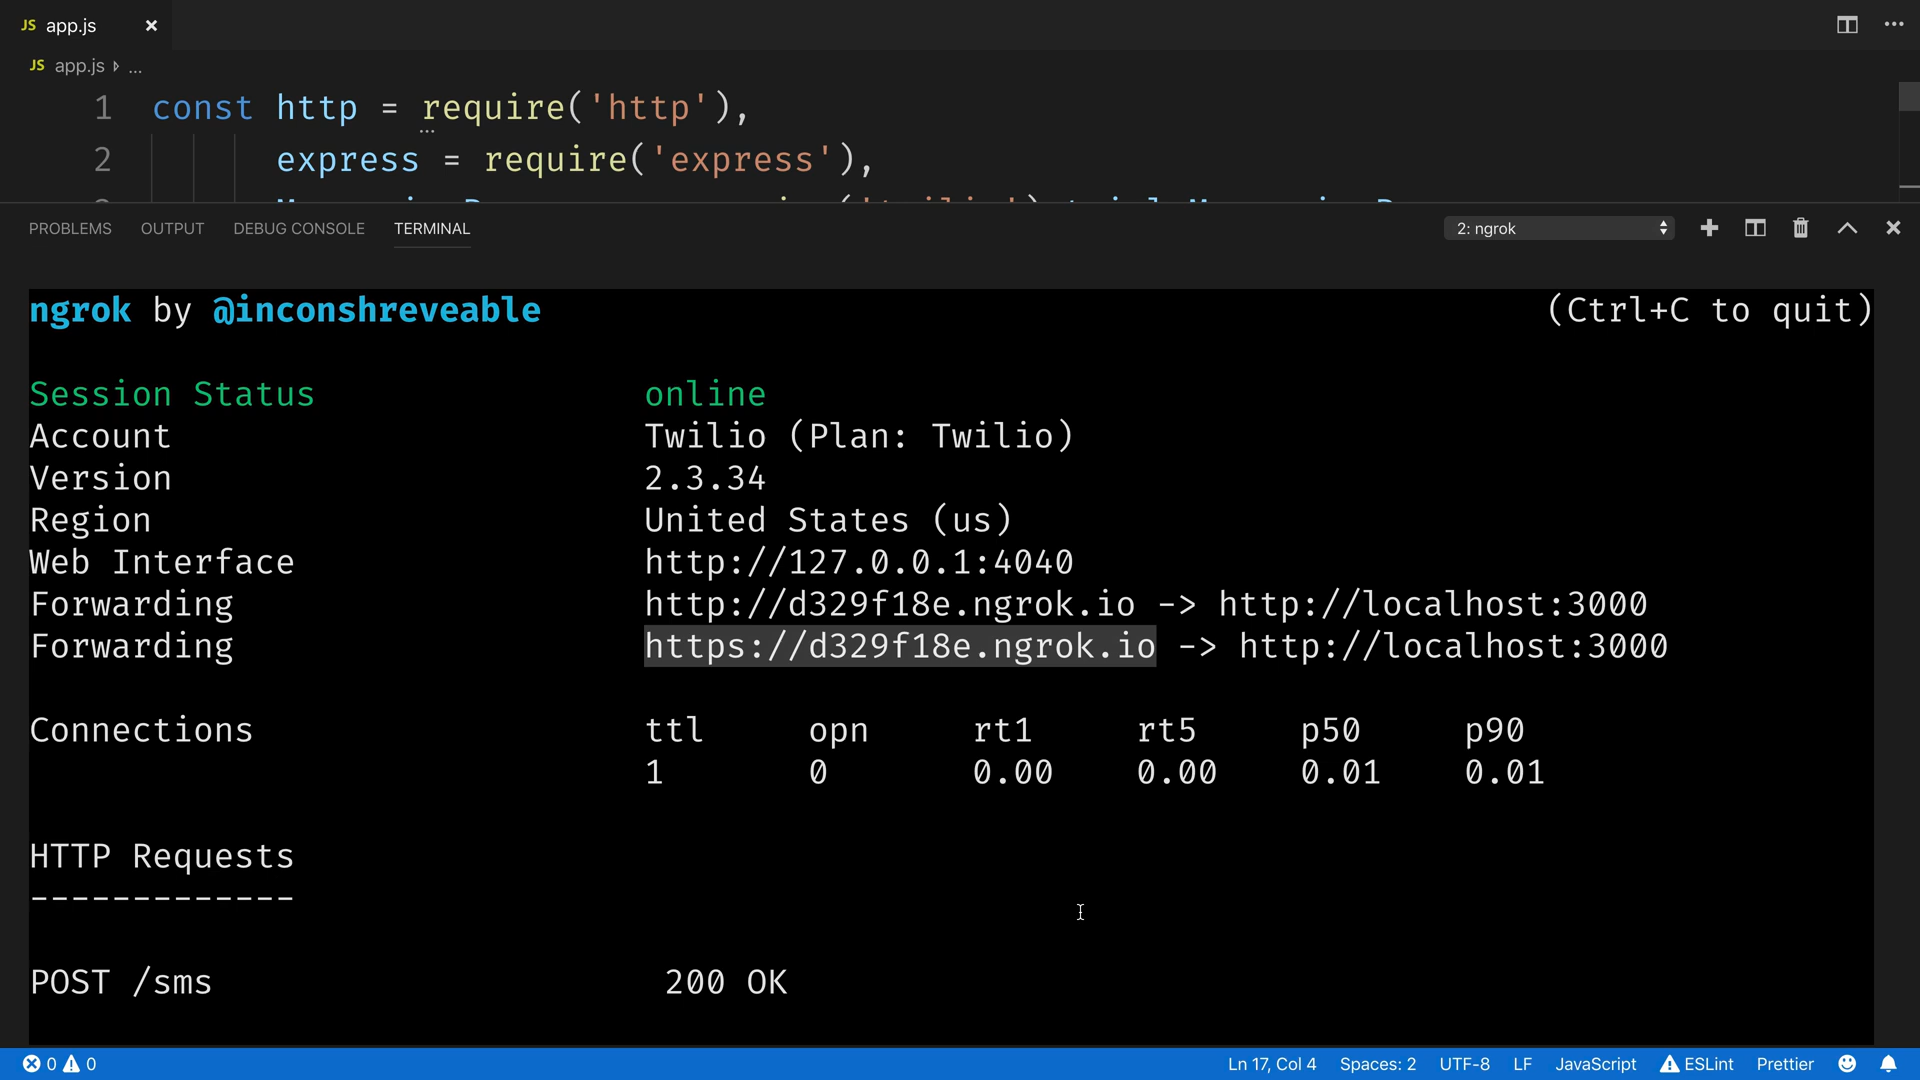 JS app.js
JS app.js ...
1 const http = require('http'),
2 express = require('express'),
PROBLEMS OUTPUT DEBUG CONSOLE TERMINAL 2: ngrok
ngrok by @inconshreveable (Ctrl+C to quit)
Session Status online
Account Twilio (Plan: Twilio)
Version 2.3.34
Region United States (us)
Web Interface http://127.0.0.1:4040
Forwarding http://d329f18e.ngrok.io -> http://localhost:3000
Forwarding https://d329f18e.ngrok.io -> http://localhost:3000
Connections ttl opn rt1 rt5 p50 p90
1 0 0.00 0.00 0.01 0.01
HTTP Requests
-------------
POST /sms 200 OK
0 0 Ln 17, Col 4 Spaces: 2 UTF-8 LF JavaScript ESLint Prettier